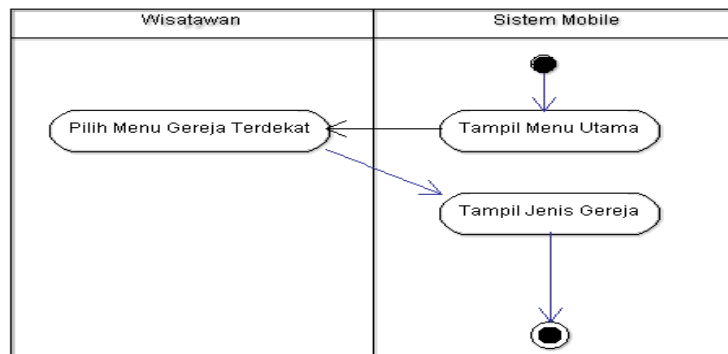 Wisatawan
Sistem Mobile
Tampil Menu Utama
Pilih Menu Gereja Terdekat
Tampil Jenis Gereja